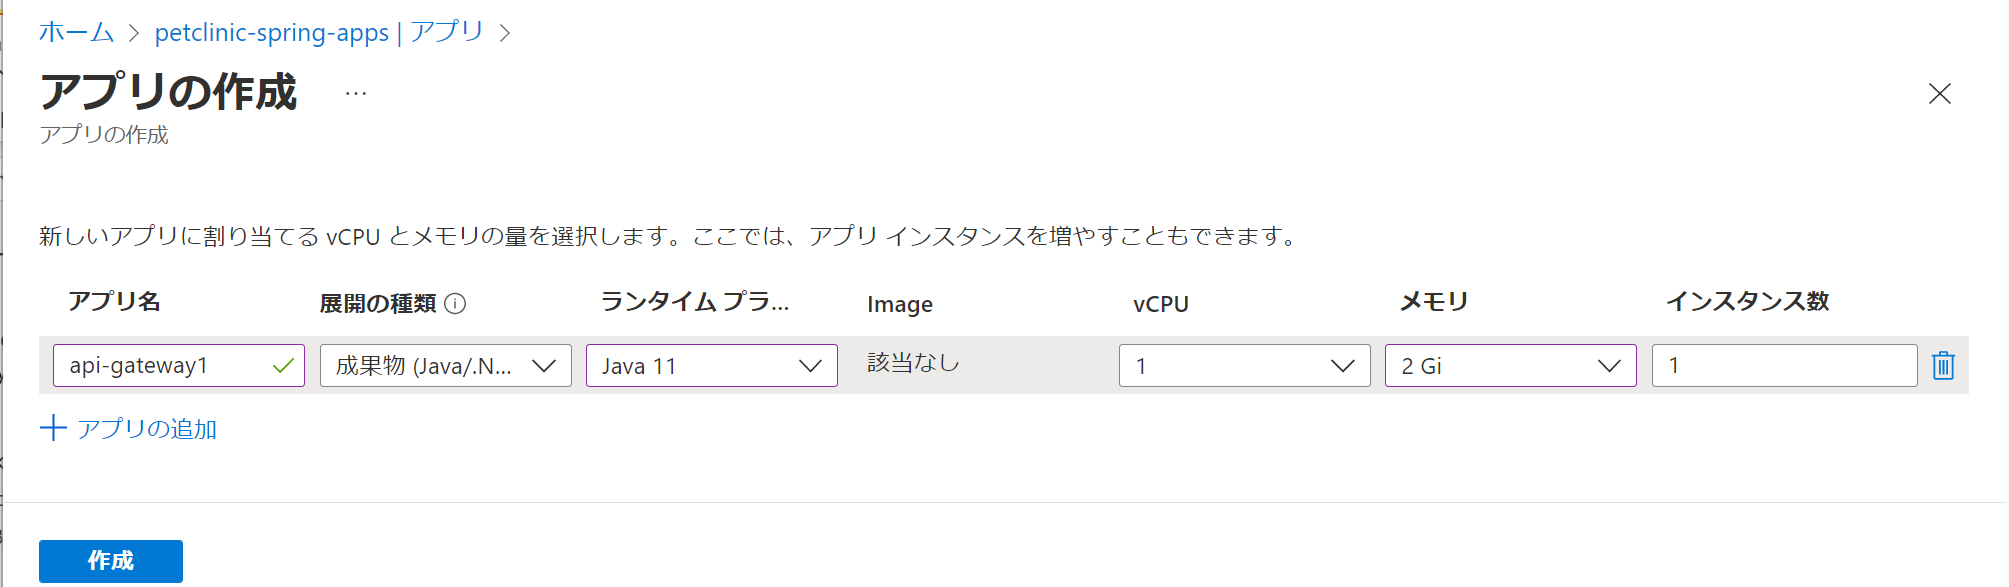 ホーム > petclinic-spring-apps | アプリ >
アプリの作成 ...
アプリの作成
新しいアプリに割り当てる vCPU とメモリの量を選択します。ここでは、アプリ インスタンスを増やすこともできます。
アプリ名 展開の種類 ランタイム プラ... Image vCPU メモリ インスタンス数
api-gateway1 成果物 (Java/.N... Java 11 該当なし 1 2 Gi 1
アプリの追加
作成